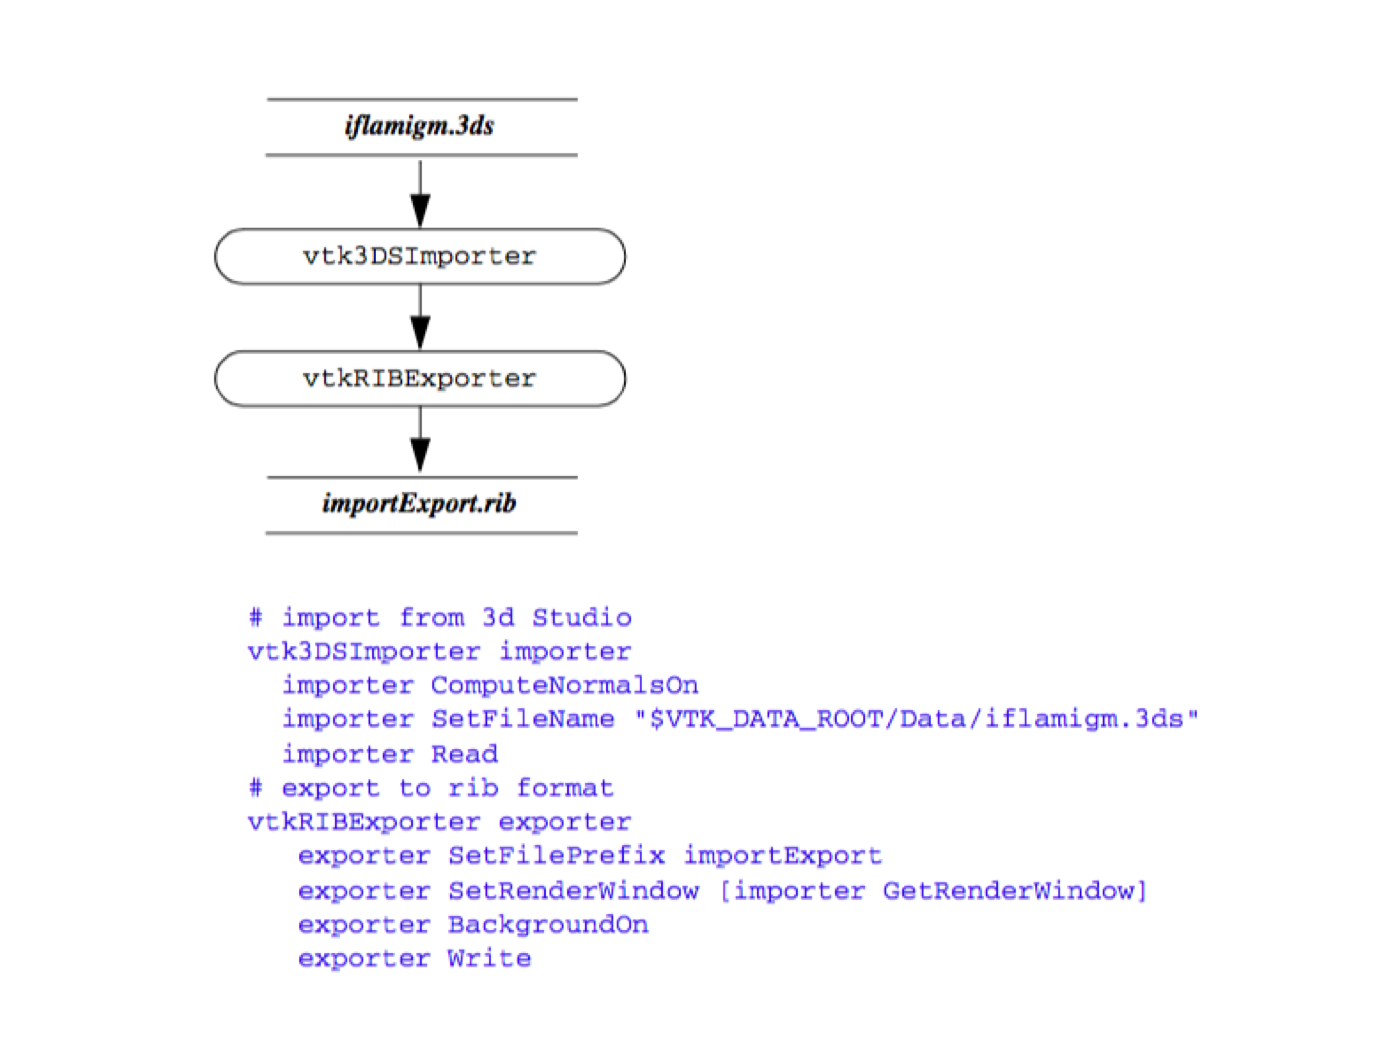 iflamigm.3ds
vtk3DSImporter
vtkRIBExporter
importExport.rib
# import from 3d Studio
vtk3DSImporter importer
importer ComputeNormalsOn
importer SetFileName "$VTK_DATA_ROOT/Data/iflamigm.3ds"
importer Read
# export to rib format
vtkRIBExporter exporter
exporter SetFilePrefix importExport
exporter SetRenderWindow [importer GetRenderWindow]
exporter BackgroundOn
exporter Write